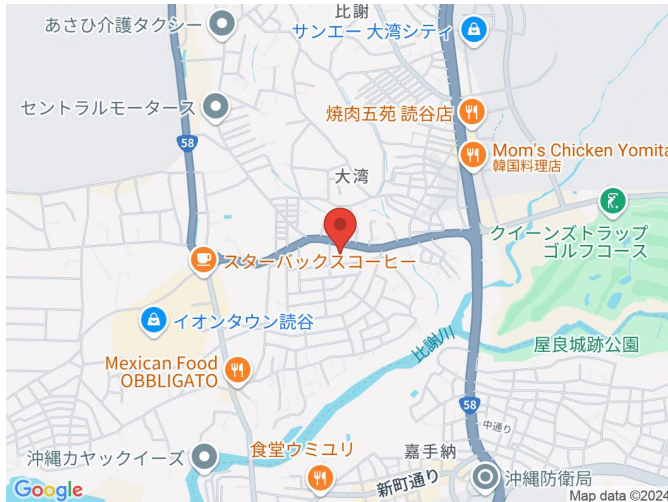 比謝
あさひ介護タクシー
サンエー 大湾シティ
セントラルモータース
焼肉五苑 読谷店
58
Mom's Chicken Yomita
韓国料理店
大湾
クイーンズトラップ
ゴルフコース
スターバックスコーヒー
イオンタウン読谷
比謝川
屋良城跡公園
Mexican Food
OBBLIGATO
58
中通り
沖縄カヤックイーズ
食堂ウミユリ
嘉手納
新町通り
沖縄防衛局
Google
Map data ©2024